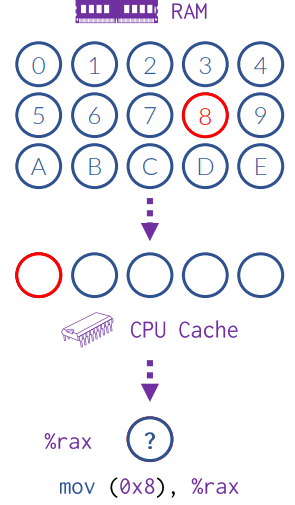 RAM
0 1 2 3 4
5 6 7 8 9
A B C D E
CPU Cache
%rax ?
mov (0x8), %rax